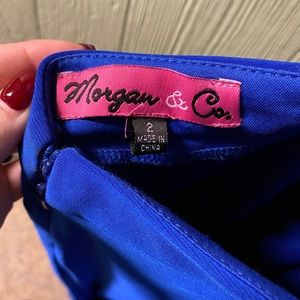 Morgan & Co.
2
MADE IN
CHINA